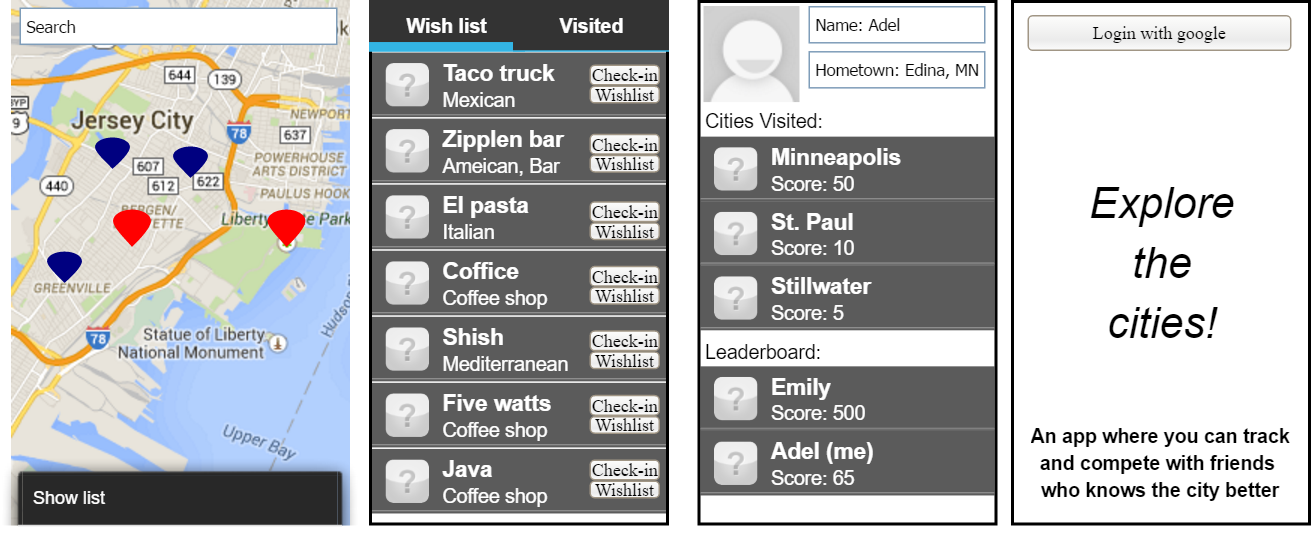 Search
644
139
9
Jersey City
NEWPORT
78
637
607
POWERHOUSE
ARTS DISTRICT
440
612
622
PAULUS HOOK
BERGEN/
Liberty State Park
GREENVILLE
78
Statue of Liberty
National Monument
Upper Bay
Show list
Wish list
Visited
?
Taco truck
Mexican
Check-in
Wishlist
?
Zipplen bar
Ameican, Bar
Check-in
Wishlist
?
El pasta
Italian
Check-in
Wishlist
?
Coffice
Coffee shop
Check-in
Wishlist
?
Shish
Mediterranean
Check-in
Wishlist
?
Five watts
Coffee shop
Check-in
Wishlist
?
Java
Coffee shop
Check-in
Wishlist
Name: Adel
Hometown: Edina, MN
Cities Visited:
?
Minneapolis
Score: 50
?
St. Paul
Score: 10
?
Stillwater
Score: 5
Leaderboard:
?
Emily
Score: 500
?
Adel (me)
Score: 65
Login with google
Explore
the
cities!
An app where you can track
and compete with friends
who knows the city better